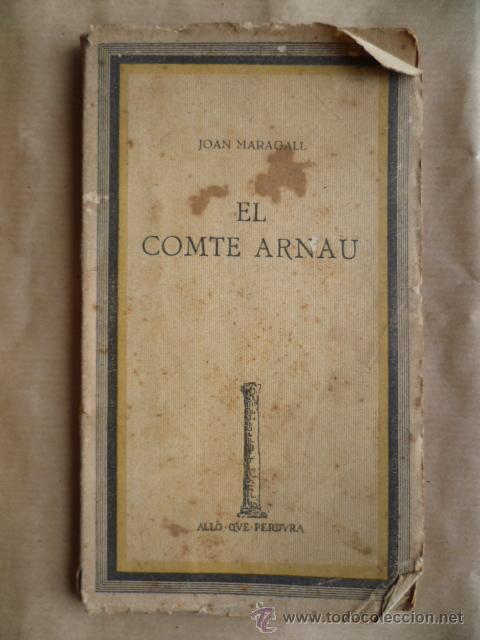 JOAN MARAGALL
EL
COMTE ARNAU
ALLÒ · QVE · PERDVRA
www.todocoleccion.net